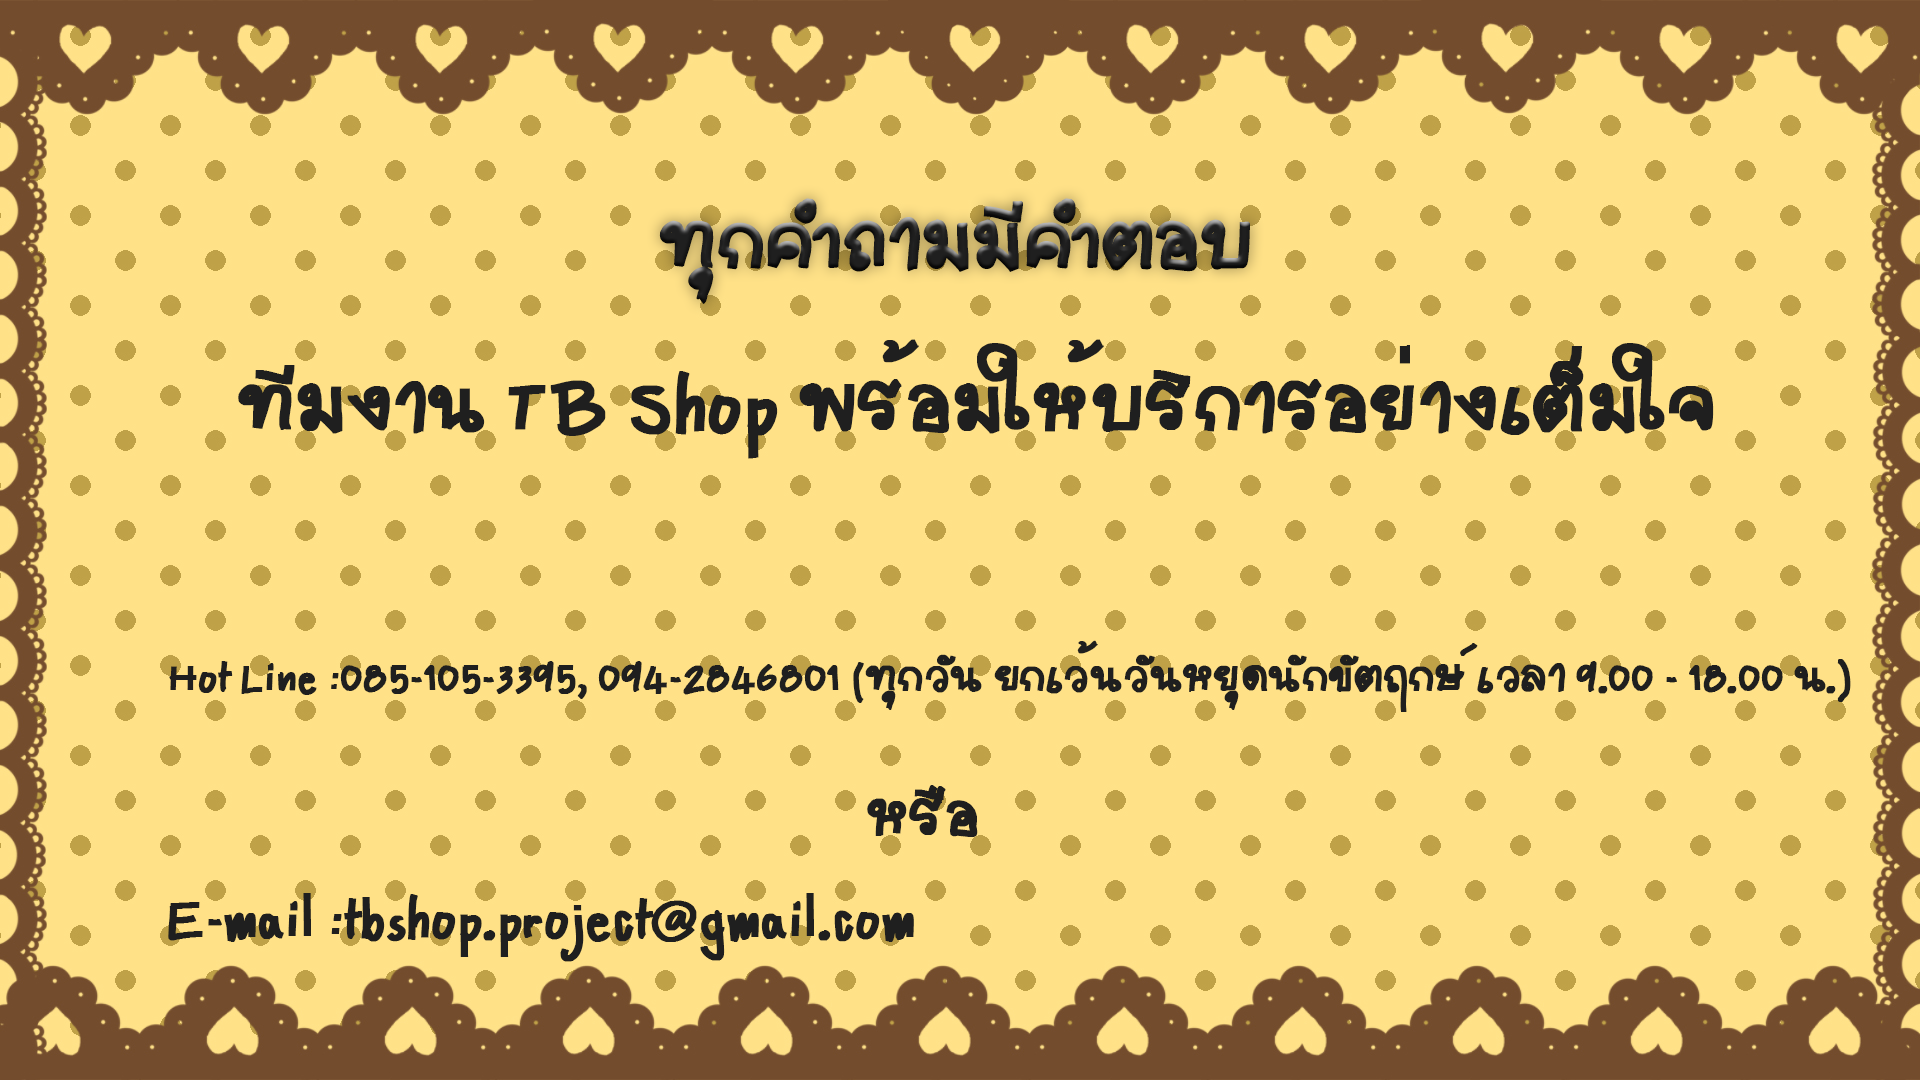 ทุกคำถามมีคำตอบ
ทีมงาน TB Shop พร้อมให้บริการอย่างเต็มใจ
Hot Line :085-105-3395, 094-2846801 (ทุกวัน ยกเว้นวันหยุดนักขัตฤกษ์ เวลา 9.00 - 18.00 น.)
หรือ
E-mail :tbshop.project@gmail.com